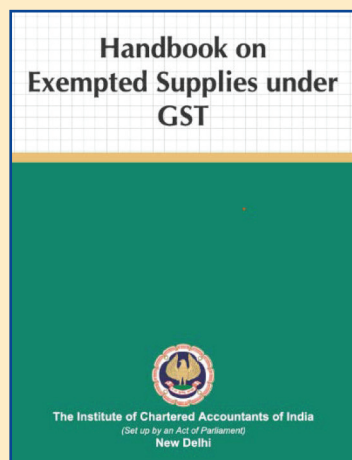 Handbook on
Exempted Supplies under
GST
The Institute of Chartered Accountants of India
(Set up by an Act of Parliament)
New Delhi